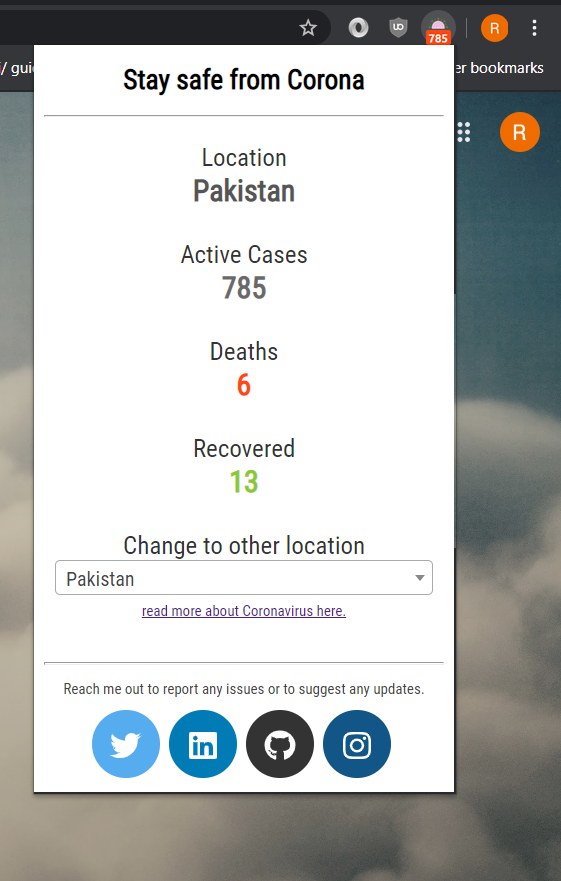 R
785
/ gui
er bookmarks
R
Stay safe from Corona
Location
Pakistan
Active Cases
785
Deaths
6
Recovered
13
Change to other location
Pakistan
read more about Coronavirus here.
Reach me out to report any issues or to suggest any updates.
in